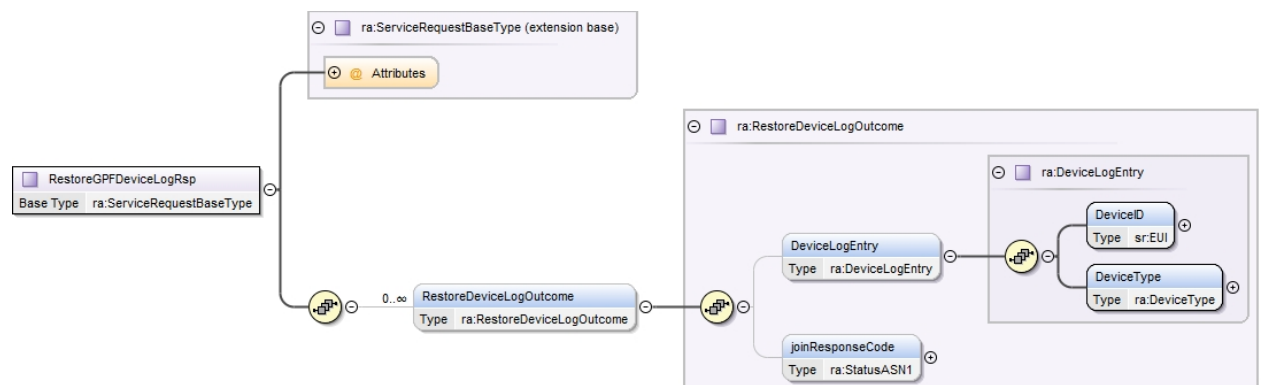 ra:ServiceRequestBaseType (extension base)
@ Attributes
ra:RestoreDeviceLogOutcome
RestoreGPFDeviceLogRsp
Base Type ra:ServiceRequestBaseType
ra:DeviceLogEntry
DeviceID
Type sr:EUI
DeviceLogEntry
Type ra:DeviceLogEntry
DeviceType
Type ra:DeviceType
0..∞
RestoreDeviceLogOutcome
Type ra:RestoreDeviceLogOutcome
joinResponseCode
Type ra:StatusASN1